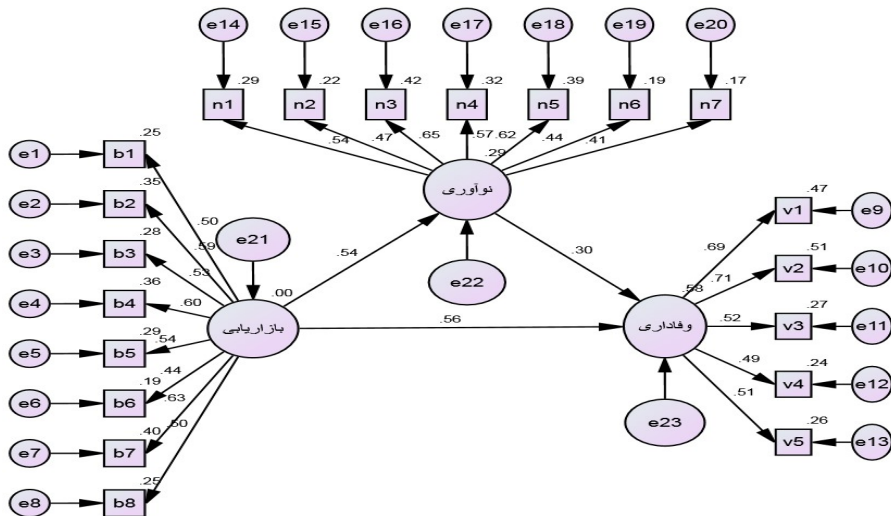 e14 e15 e16 e17 e18 e19 e20
.29 .22 .42 .32 .39 .19 .17
n1 n2 n3 n4 n5 n6 n7
.54 .47 .65 .57 .62 .44 .41
.29
نوآوری
e1 b1 .25
e2 b2 .35
e3 b3 .28
e4 b4 .36
e5 b5 .29
e6 b6 .19
e7 b7 .40
e8 b8 .25
.50
.59
.53
.60
.54
.44
.63
.50
e21
.00
بازاریابی
.54
e22
.30
.56
.58
وفاداری
e23
.69
.71
.52
.49
.51
.47 v1 e9
.51 v2 e10
.27 v3 e11
.24 v4 e12
.26 v5 e13